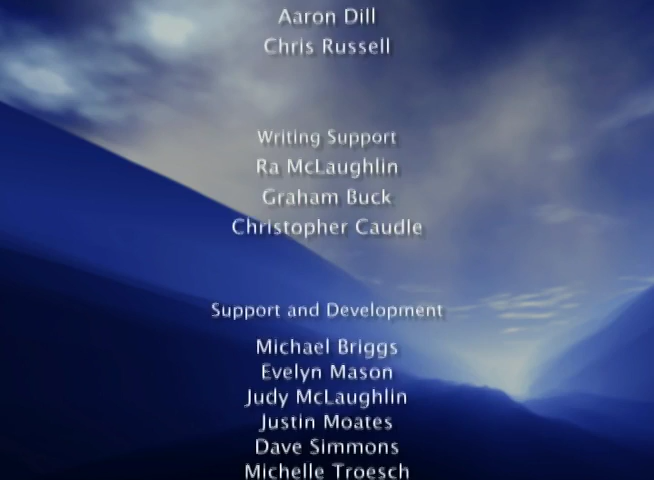 Aaron Dill
Chris Russell
Writing Support
Ra McLaughlin
Graham Buck
Christopher Caudle
Support and Development
Michael Briggs
Evelyn Mason
Judy McLaughlin
Justin Moates
Dave Simmons
Michelle Troesch